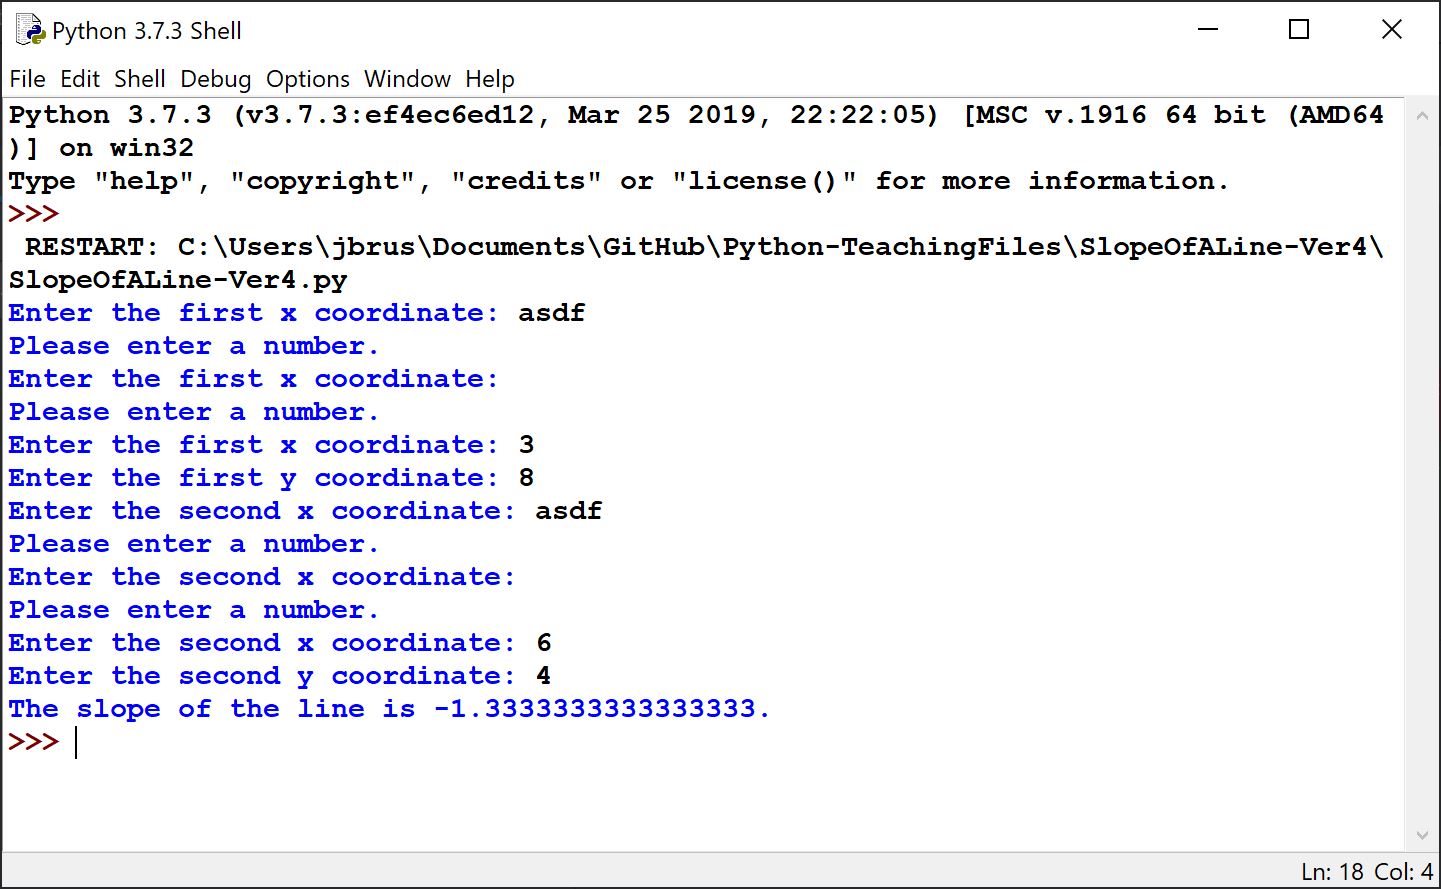 Python 3.7.3 Shell
File Edit Shell Debug Options Window Help
Python 3.7.3 (v3.7.3:ef4ec6ed12, Mar 25 2019, 22:22:05) [MSC v.1916 64 bit (AMD64
)] on win32
Type "help", "copyright", "credits" or "license()" for more information.
>>>
 RESTART: C:\Users\jbrus\Documents\GitHub\Python-TeachingFiles\SlopeOfALine-Ver4\
SlopeOfALine-Ver4.py
Enter the first x coordinate: asdf
Please enter a number.
Enter the first x coordinate:
Please enter a number.
Enter the first x coordinate: 3
Enter the first y coordinate: 8
Enter the second x coordinate: asdf
Please enter a number.
Enter the second x coordinate:
Please enter a number.
Enter the second x coordinate: 6
Enter the second y coordinate: 4
The slope of the line is -1.3333333333333333.
>>>
Ln: 18 Col: 4